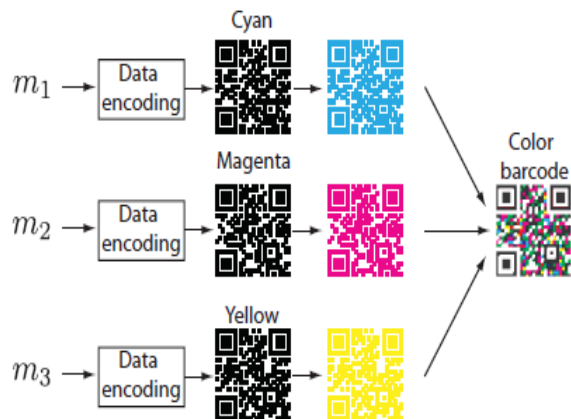 Cyan
m1
Data
encoding
Color
barcode
Magenta
m2
Data
encoding
Yellow
m3
Data
encoding